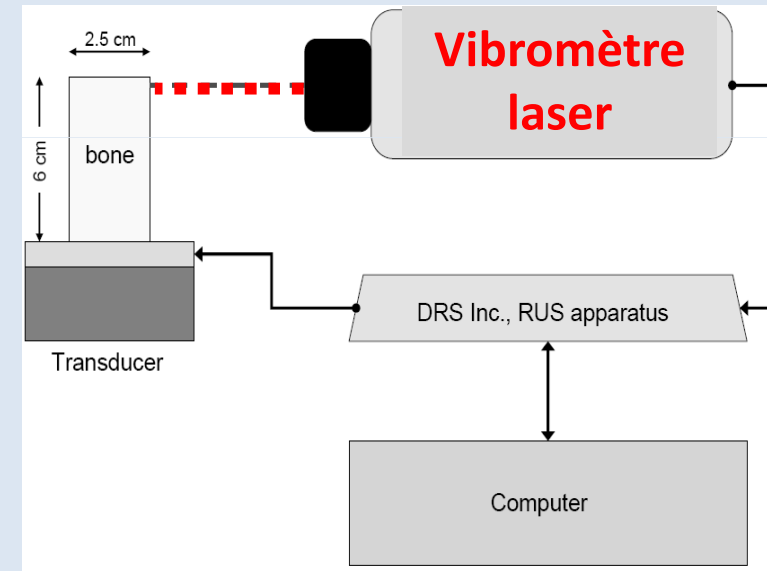 2.5 cm
Vibromètre
laser
bone
6 cm
DRS Inc., RUS apparatus
Transducer
Computer